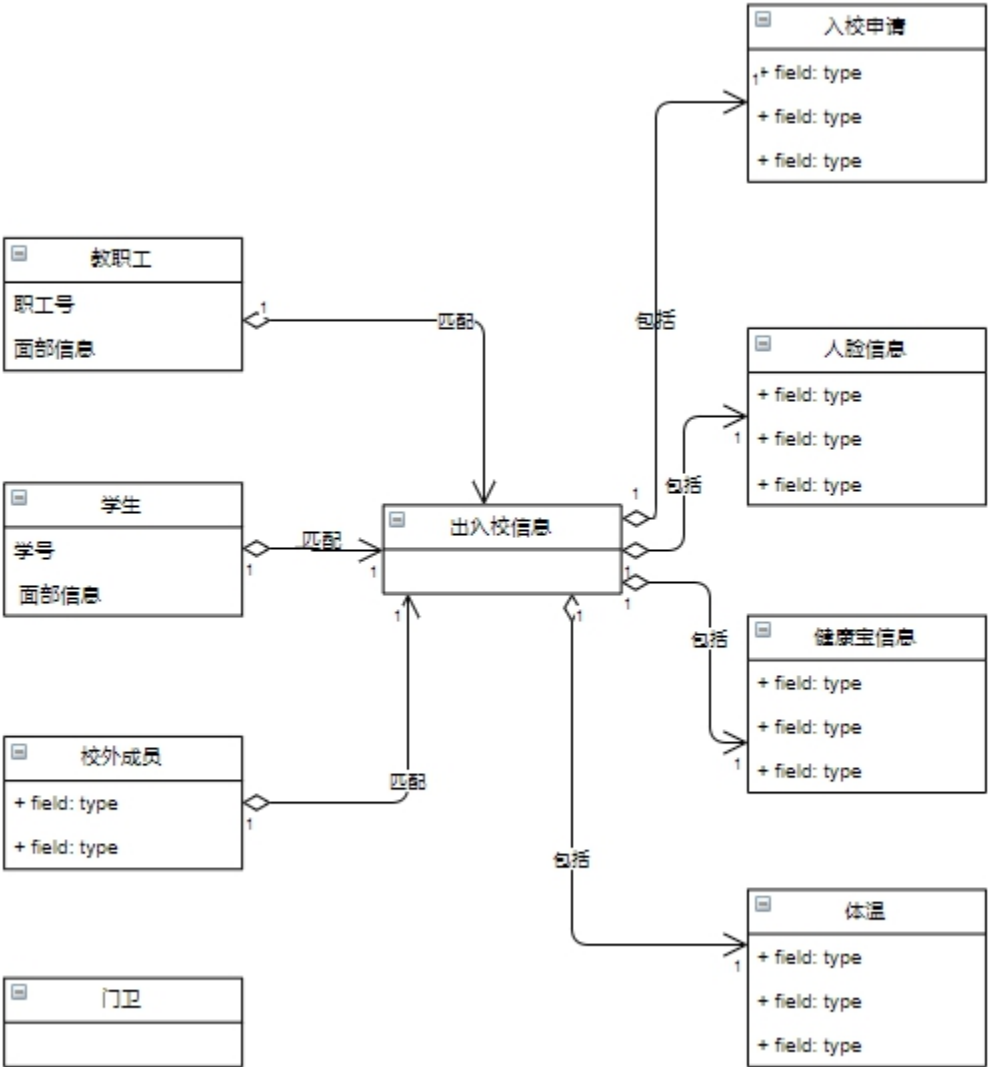 入校申请
1
+ field: type
+ field: type
+ field: type
教职工
职工号
面部信息
1
匹配
包括
人脸信息
+ field: type
+ field: type
+ field: type
1
包括
学生
学号
面部信息
1
匹配
1
出入校信息
1
1
1
1
1
包括
健康宝信息
+ field: type
+ field: type
+ field: type
1
校外成员
+ field: type
+ field: type
1
匹配
包括
体温
+ field: type
+ field: type
+ field: type
1
门卫